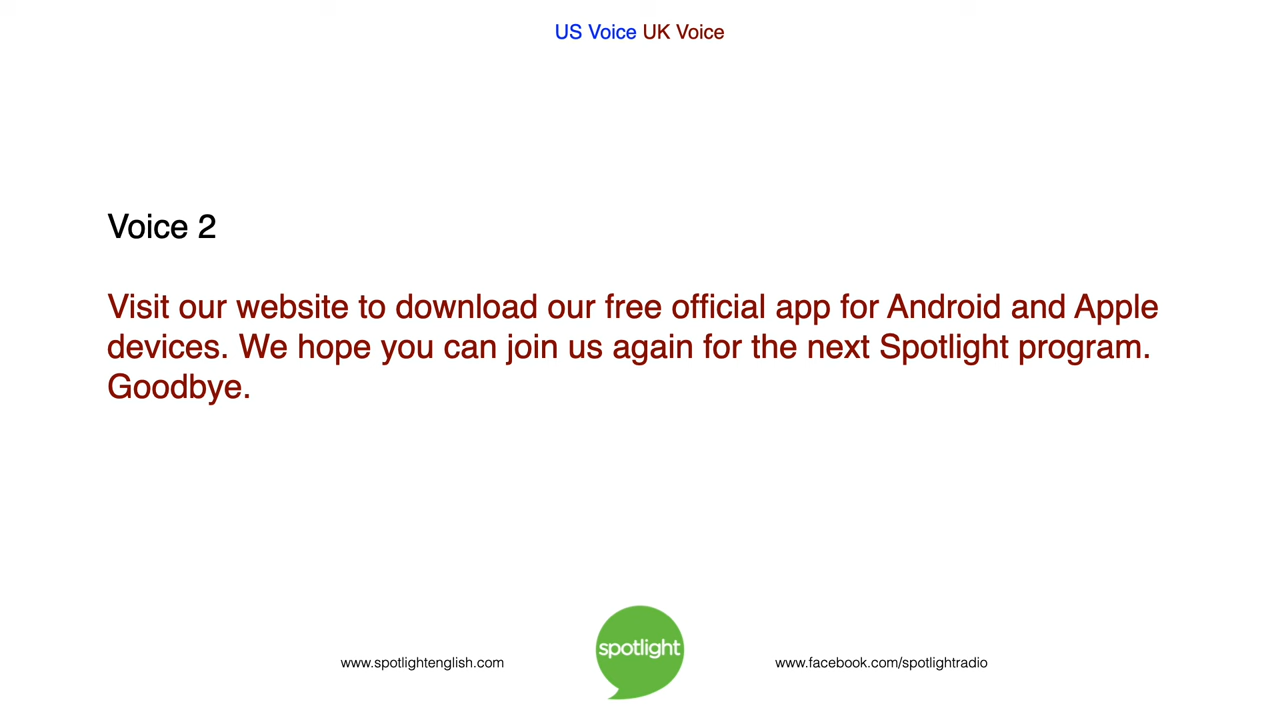 US Voice UK Voice
Voice 2
Visit our website to download our free official app for Android and Apple
devices. We hope you can join us again for the next Spotlight program.
Goodbye.
www.spotlightenglish.com
spotlight
www.facebook.com/spotlightradio